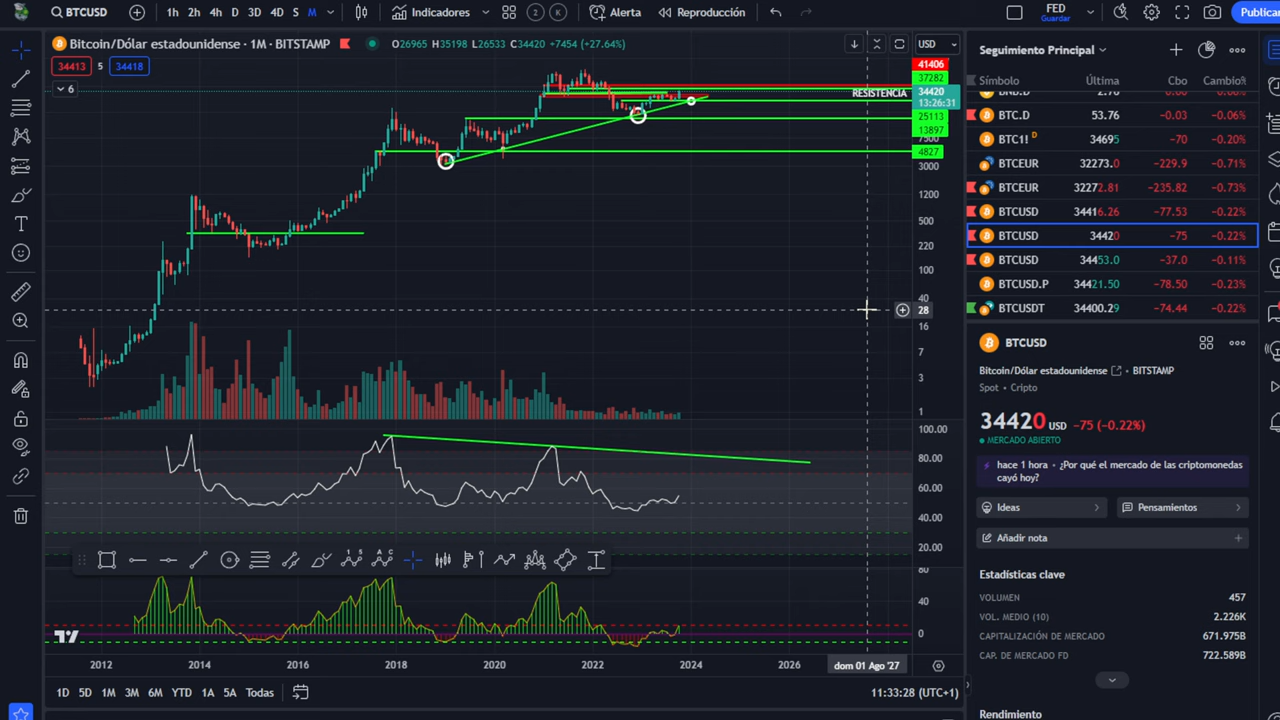 BTCUSD
1h 2h 4h D 3D 4D S M
Indicadores
2 K
Alerta
Reproducción
FED
Guardar
Publicar
Bitcoin/Dólar estadounidense · 1M · BITSTAMP
O26965 H35198 L26533 C34420 +7454 (+27.64%)
USD
34413 5 34418
6
RESISTENCIA
41406
37282
34420
13:26:31
25113
13897
7500
4827
3000
1200
500
220
100
40
28
16
7
3
1
100.00
80.00
60.00
40.00
20.00
80
40
0
2012 2014 2016 2018 2020 2022 2024 2026 dom 01 Ago '27
1D 5D 1M 3M 6M YTD 1A 5A Todas
11:33:28 (UTC+1)
Seguimiento Principal
Símbolo Última Cbo Cambio%
BTC.D 53.76 −0.03 −0.06%
BTC1! D 34695 −70 −0.20%
BTCEUR 32273.0 −229.9 −0.71%
BTCEUR 32272.81 −235.82 −0.73%
BTCUSD 34416.26 −77.53 −0.22%
BTCUSD 34420 −75 −0.22%
BTCUSD 34453.0 −37.0 −0.11%
BTCUSD.P 34421.50 −78.50 −0.23%
BTCUSDT 34400.29 −74.44 −0.22%
BTCUSD
Bitcoin/Dólar estadounidense · BITSTAMP
Spot · Cripto
34420 USD −75 (−0.22%)
MERCADO ABIERTO
hace 1 hora · ¿Por qué el mercado de las criptomonedas
cayó hoy?
Ideas
Pensamientos
Añadir nota
Estadísticas clave
VOLUMEN 457
VOL. MEDIO (10) 2.226K
CAPITALIZACIÓN DE MERCADO 671.975B
CAP. DE MERCADO FD 722.589B
Rendimiento